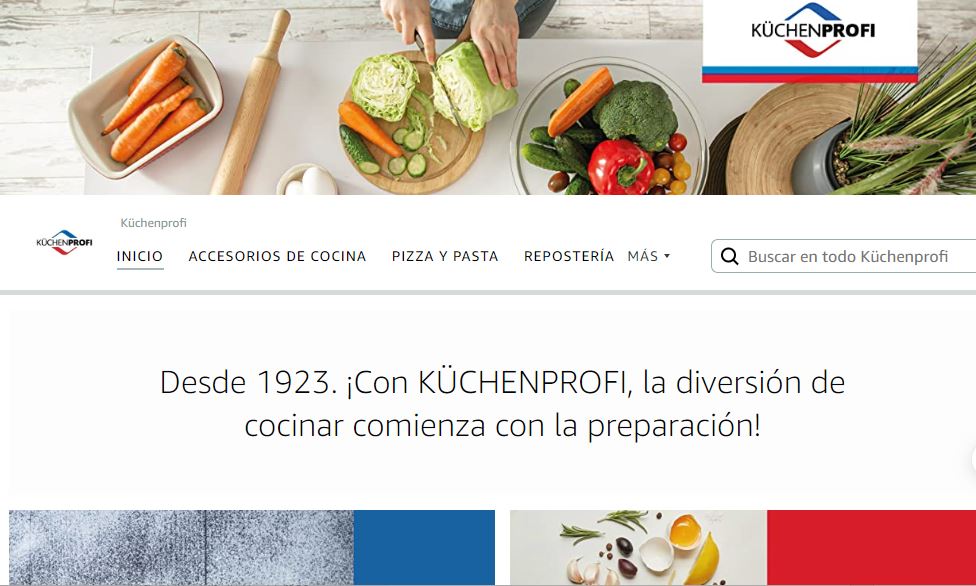 KÜCHENPROFI
Küchenprofi
KÜCHENPROFI
INICIO ACCESORIOS DE COCINA PIZZA Y PASTA REPOSTERÍA MÁS
Buscar en todo Küchenprofi
Desde 1923. ¡Con KÜCHENPROFI, la diversión de
cocinar comienza con la preparación!